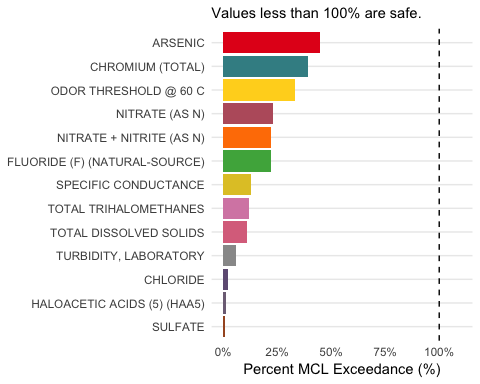 Values less than 100% are safe.
ARSENIC
CHROMIUM (TOTAL)
ODOR THRESHOLD @ 60 C
NITRATE (AS N)
NITRATE + NITRITE (AS N)
FLUORIDE (F) (NATURAL-SOURCE)
SPECIFIC CONDUCTANCE
TOTAL TRIHALOMETHANES
TOTAL DISSOLVED SOLIDS
TURBIDITY, LABORATORY
CHLORIDE
HALOACETIC ACIDS (5) (HAA5)
SULFATE
0% 25% 50% 75% 100%
Percent MCL Exceedance (%)